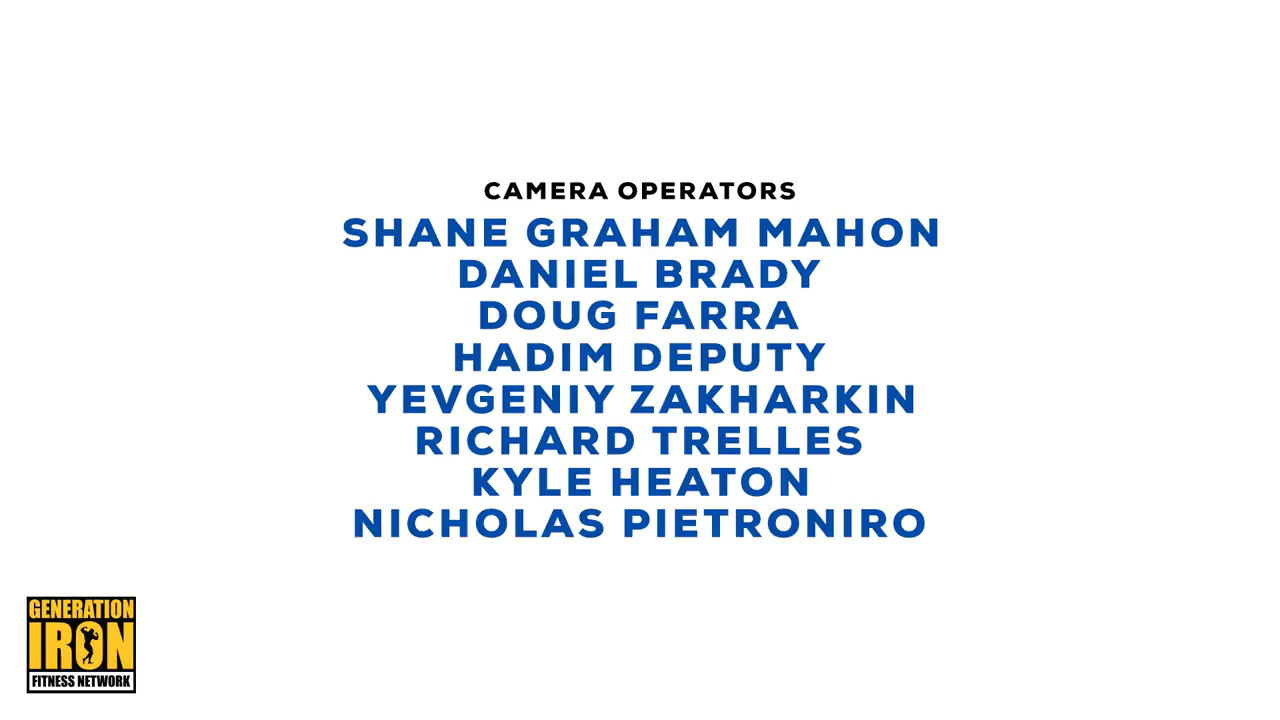 CAMERA OPERATORS
SHANE GRAHAM MAHON
DANIEL BRADY
DOUG FARRA
HADIM DEPUTY
YEVGENIY ZAKHARKIN
RICHARD TRELLES
KYLE HEATON
NICHOLAS PIETRONIRO
GENERATION
IRON
FITNESS NETWORK